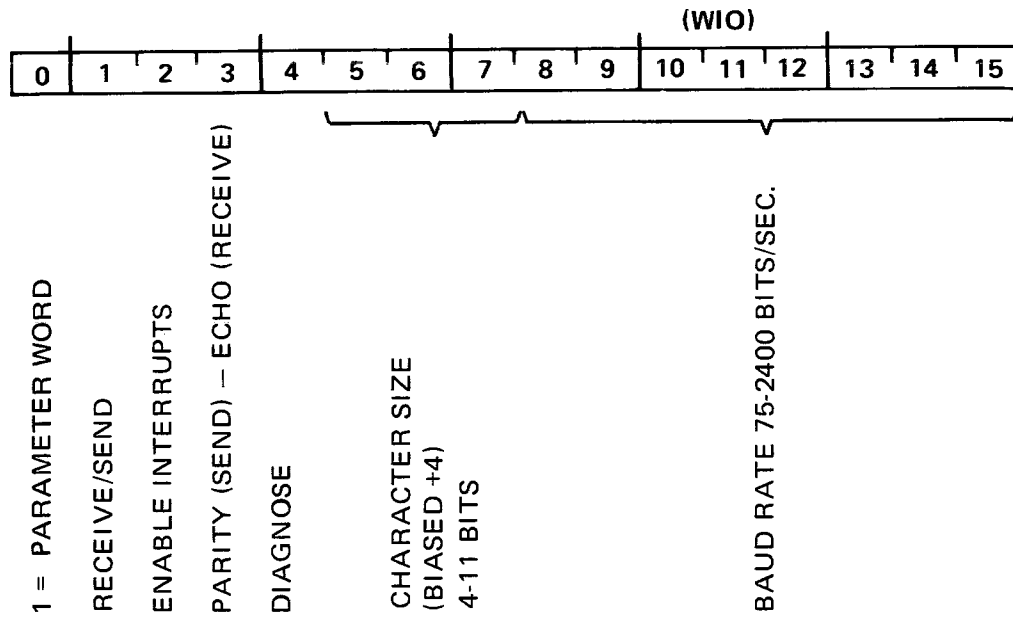 (WIO)
0 1 2 3 4 5 6 7 8 9 10 11 12 13 14 15
1 = PARAMETER WORD
RECEIVE/SEND
ENABLE INTERRUPTS
PARITY (SEND) — ECHO (RECEIVE)
DIAGNOSE
CHARACTER SIZE
(BIASED +4)
4-11 BITS
BAUD RATE 75-2400 BITS/SEC.